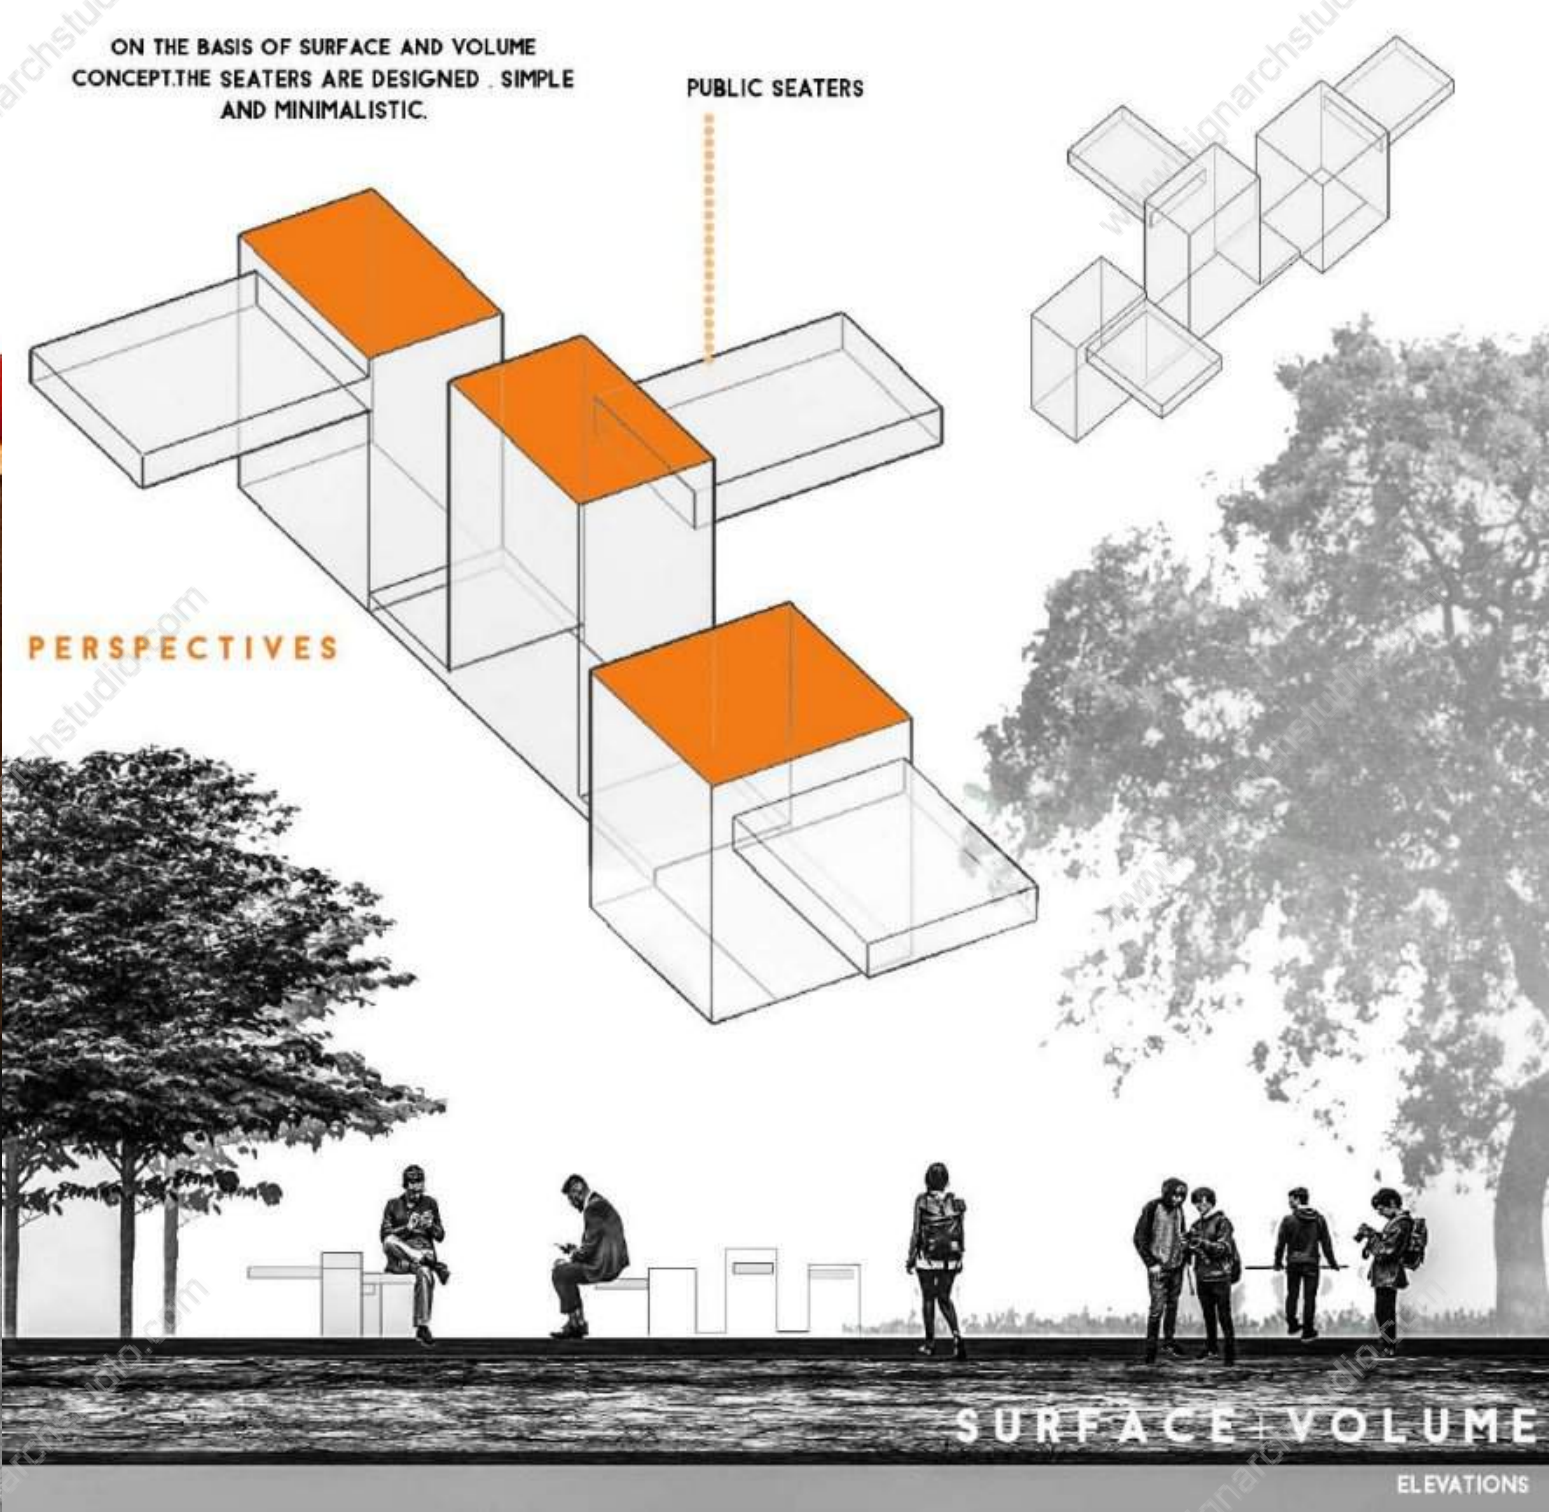 ON THE BASIS OF SURFACE AND VOLUME
CONCEPT.THE SEATERS ARE DESIGNED . SIMPLE
AND MINIMALISTIC.
PUBLIC SEATERS
PERSPECTIVES
SURFACE+VOLUME
ELEVATIONS